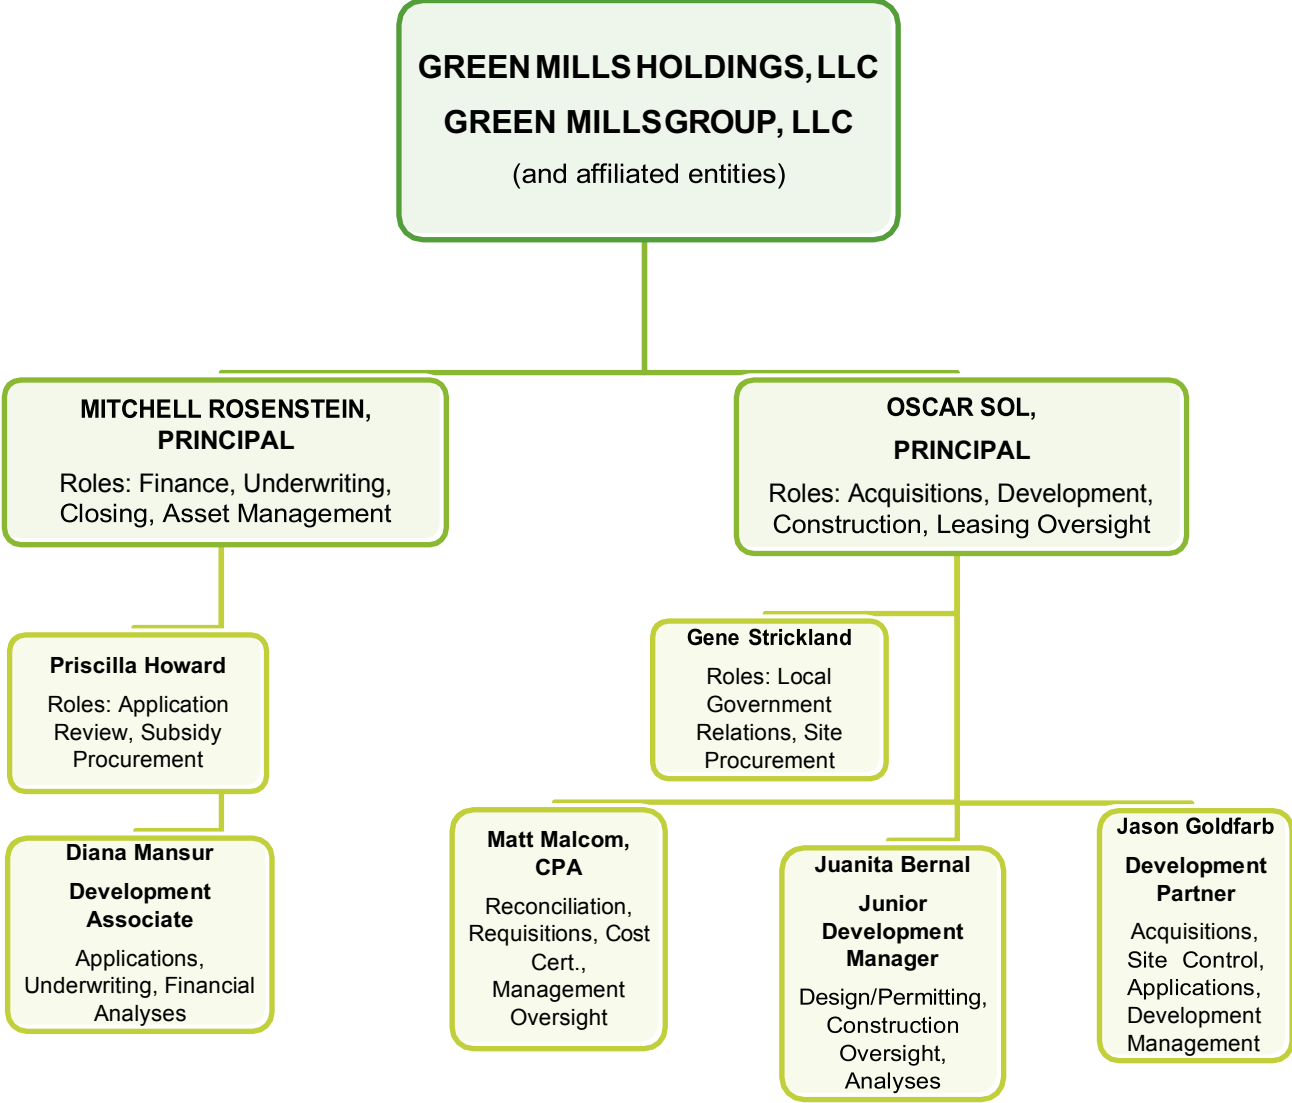 GREEN MILLS HOLDINGS, LLC
GREEN MILLS GROUP, LLC
(and affiliated entities)
MITCHELL ROSENSTEIN,
PRINCIPAL
Roles: Finance, Underwriting,
Closing, Asset Management
OSCAR SOL,
PRINCIPAL
Roles: Acquisitions, Development,
Construction, Leasing Oversight
Priscilla Howard
Roles: Application
Review, Subsidy
Procurement
Gene Strickland
Roles: Local
Government
Relations, Site
Procurement
Diana Mansur
Development
Associate
Applications,
Underwriting, Financial
Analyses
Matt Malcom,
CPA
Reconciliation,
Requisitions, Cost
Cert.,
Management
Oversight
Juanita Bernal
Junior
Development
Manager
Design/Permitting,
Construction
Oversight,
Analyses
Jason Goldfarb
Development
Partner
Acquisitions,
Site Control,
Applications,
Development
Management